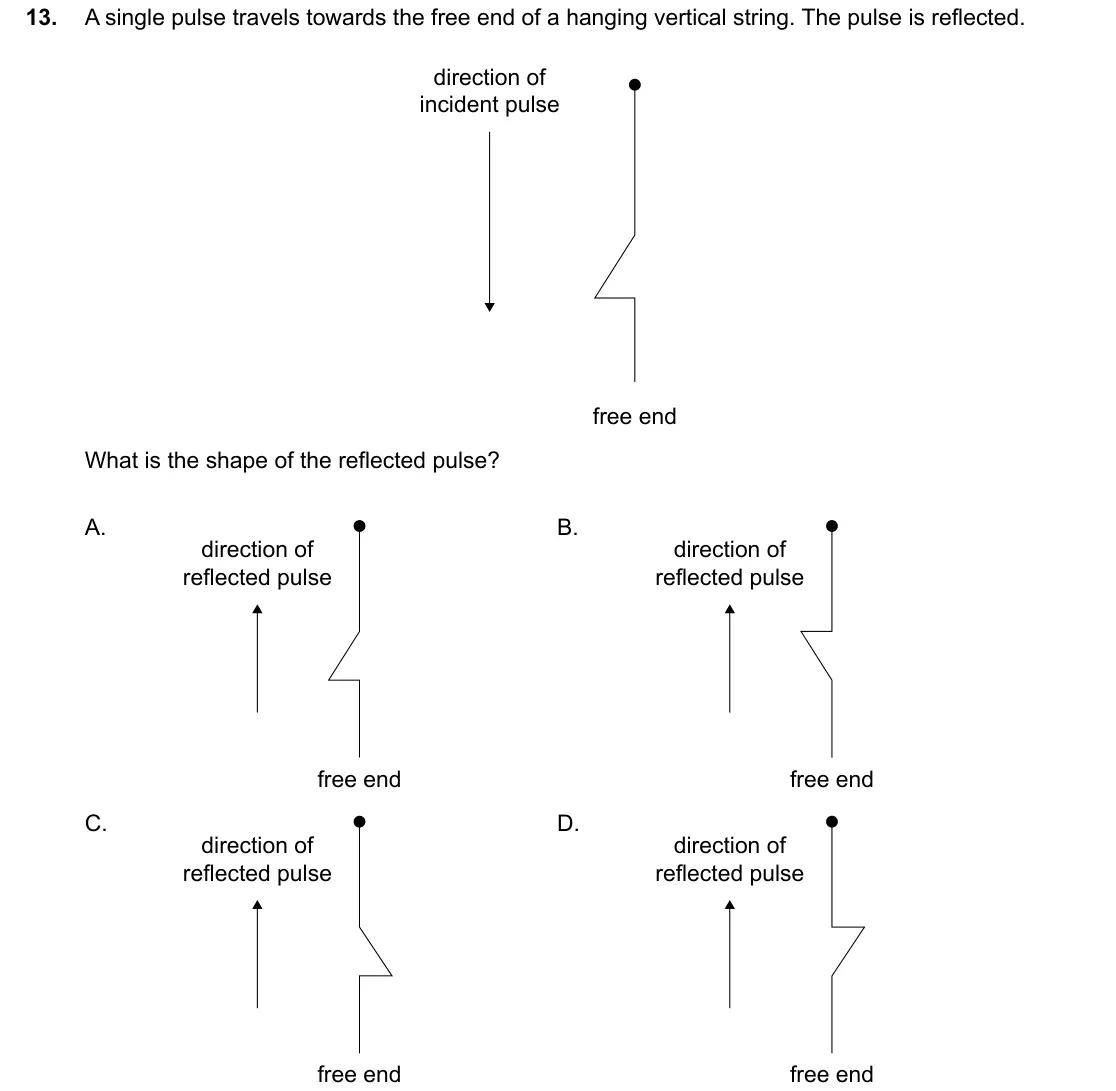 13. A single pulse travels towards the free end of a hanging vertical string. The pulse is reflected.
direction of
incident pulse
free end
What is the shape of the reflected pulse?
A.
direction of
reflected pulse
free end
B.
direction of
reflected pulse
free end
C.
direction of
reflected pulse
free end
D.
direction of
reflected pulse
free end